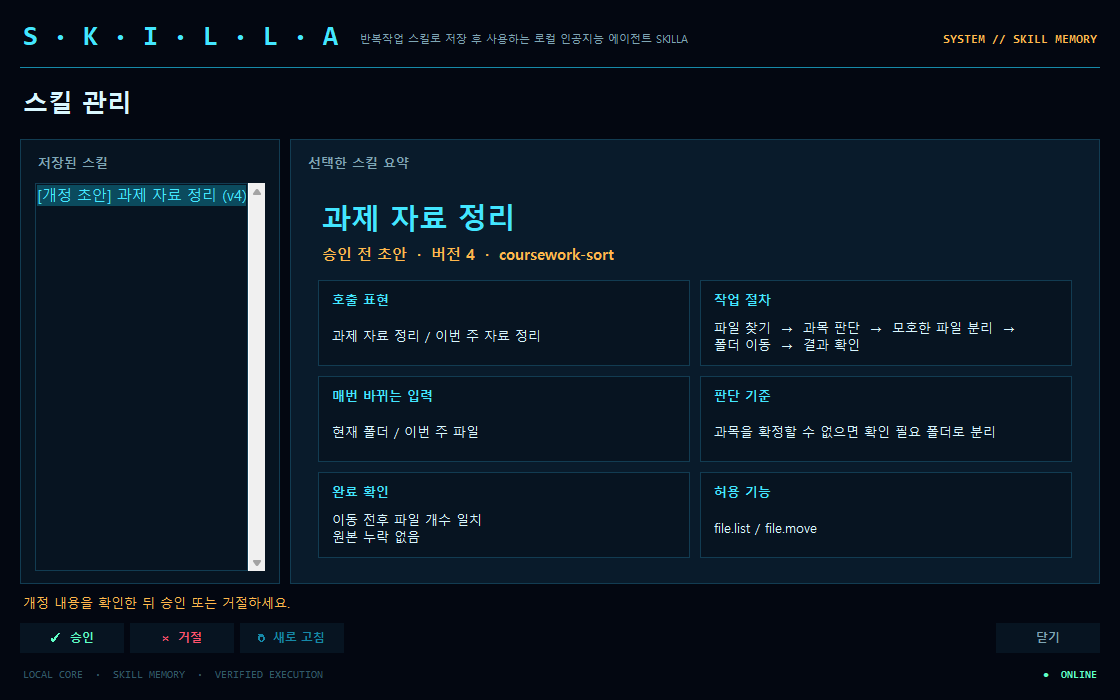 S · K · I · L · L · A
반복작업 스킬로 저장 후 사용하는 로컬 인공지능 에이전트 SKILLA
SYSTEM // SKILL MEMORY
스킬 관리
저장된 스킬
[개정 초안] 과제 자료 정리 (v4)
선택한 스킬 요약
과제 자료 정리
승인 전 초안 · 버전 4 · coursework-sort
호출 표현
과제 자료 정리 / 이번 주 자료 정리
작업 절차
파일 찾기 → 과목 판단 → 모호한 파일 분리 →
폴더 이동 → 결과 확인
매번 바뀌는 입력
현재 폴더 / 이번 주 파일
판단 기준
과목을 확정할 수 없으면 확인 필요 폴더로 분리
완료 확인
이동 전후 파일 개수 일치
원본 누락 없음
허용 기능
file.list / file.move
개정 내용을 확인한 뒤 승인 또는 거절하세요.
✓ 승인
× 거절
새로 고침
닫기
LOCAL CORE · SKILL MEMORY · VERIFIED EXECUTION
● ONLINE